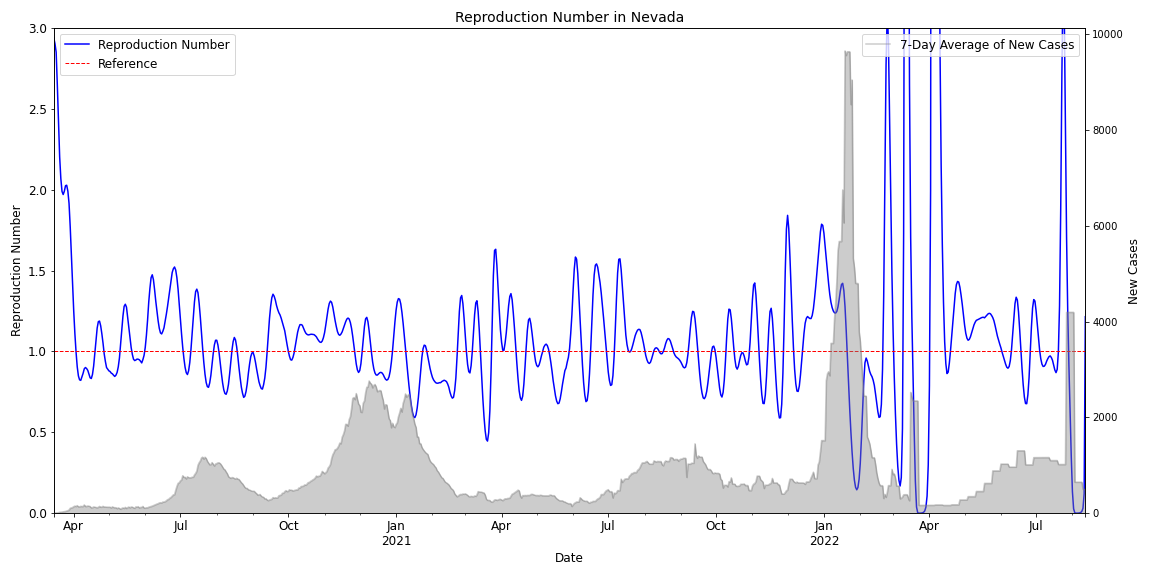 Reproduction Number in Nevada
Reproduction Number
Reference
7-Day Average of New Cases
3.0
2.5
2.0
1.5
1.0
0.5
0.0
Reproduction Number
10000
8000
6000
4000
2000
0
New Cases
Apr Jul Oct Jan Apr Jul Oct Jan Apr Jul
2021 2022
Date